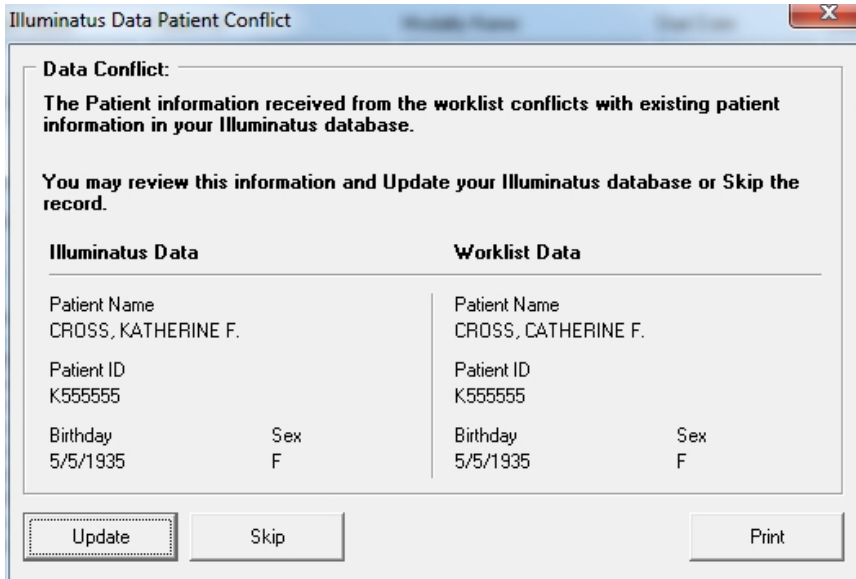 Illuminatus Data Patient Conflict
X
Data Conflict:
The Patient information received from the worklist conflicts with existing patient
information in your Illuminatus database.
You may review this information and Update your Illuminatus database or Skip the
record.
Illuminatus Data Worklist Data
Patient Name Patient Name
CROSS, KATHERINE F. CROSS, CATHERINE F.
Patient ID Patient ID
K555555 K555555
Birthday Sex Birthday Sex
5/5/1935 F 5/5/1935 F
Update Skip Print